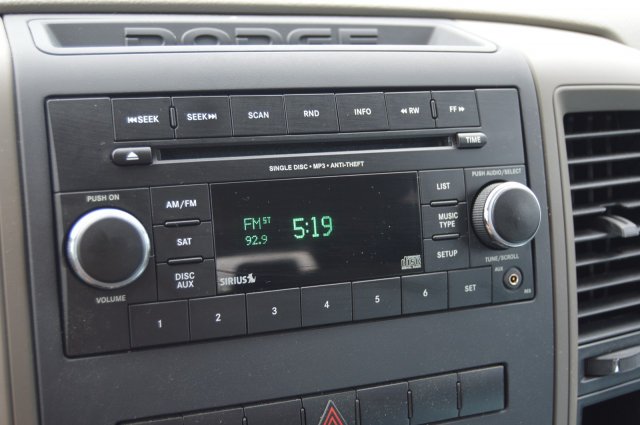 DODGE
SEEK SEEK SCAN RND INFO RW FF
TIME
SINGLE DISC • MP3 • ANTI-THEFT
PUSH ON
PUSH AUDIO/SELECT
AM/FM
LIST
FM ST 5:19
92.9
SAT
MUSIC TYPE
DISC AUX
SETUP
SIRIUS
disc
VOLUME
TUNE/SCROLL
1 2 3 4 5 6 SET
AUX